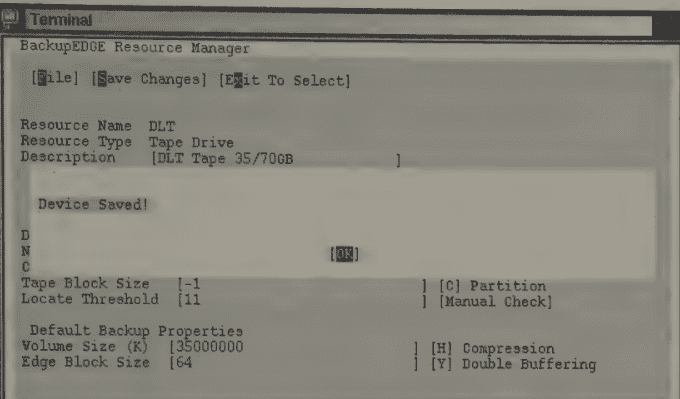 Terminal
BackupEDGE Resource Manager
[File] [Save Changes] [Exit To Select]
Resource Name DLT
Resource Type Tape Drive
Description [DLT Tape 35/70GB ]
Device Saved!
D
N [OK]
C
Tape Block Size [-1 ] [C] Partition
Locate Threshold [11 ] [Manual Check]
Default Backup Properties
Volume Size (K) [35000000 ] [H] Compression
Edge Block Size [64 ] [Y] Double Buffering